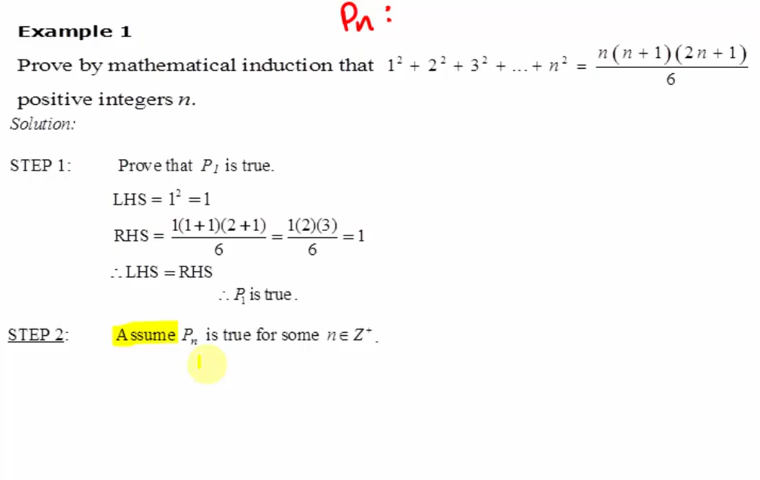 Pn :
Example 1
Prove by mathematical induction that 1² + 2² + 3² + ... + n² = n(n+1)(2n+1)/6
positive integers n.
Solution:
STEP 1: Prove that P₁ is true.
LHS = 1² = 1
RHS = 1(1+1)(2+1)/6 = 1(2)(3)/6 = 1
∴ LHS = RHS
∴ P₁ is true.
STEP 2: Assume Pₙ is true for some n ∈ Z⁺.